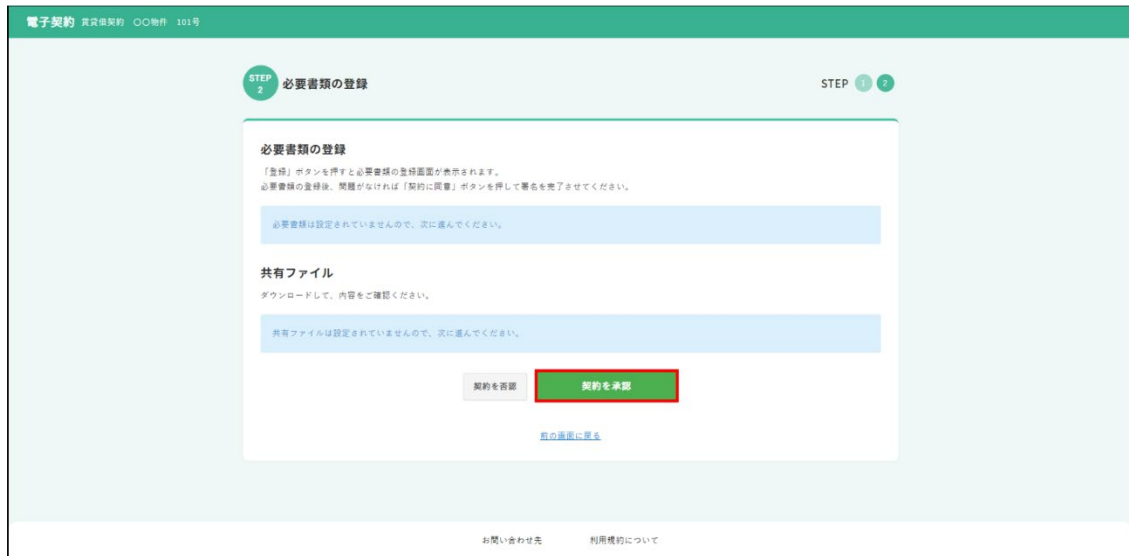 電子契約 賃貸借契約 〇〇物件 101号
STEP 2 必要書類の登録
STEP 1 2
必要書類の登録
「登録」ボタンを押すと必要書類の登録画面が表示されます。
必要書類の登録後、問題がなければ「契約に同意」ボタンを押して署名を完了させてください。
必要書類は設定されていませんので、次に進んでください。
共有ファイル
ダウンロードして、内容をご確認ください。
共有ファイルは設定されていませんので、次に進んでください。
契約を否認 契約を承認
前の画面に戻る
お問い合わせ先 利用規約について